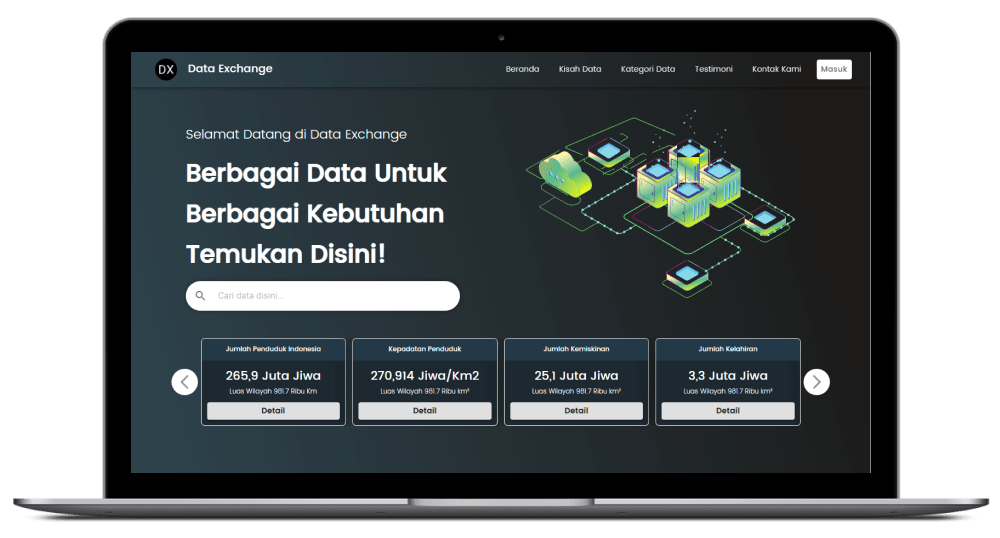 DX Data Exchange Beranda Kisah Data Kategori Data Testimoni Kontak Kami Masuk
Selamat Datang di Data Exchange
Berbagai Data Untuk
Berbagai Kebutuhan
Temukan Disini!
Cari data disini...
Jumlah Penduduk Indonesia
265,9 Juta Jiwa
Luas Wilayah 981.7 Ribu Km
Detail
Kepadatan Penduduk
270,914 Jiwa/Km2
Luas Wilayah 981.7 Ribu km²
Detail
Jumlah Kemiskinan
25,1 Juta Jiwa
Luas Wilayah 981.7 Ribu km²
Detail
Jumlah Kelahiran
3,3 Juta Jiwa
Luas Wilayah 981.7 Ribu km²
Detail